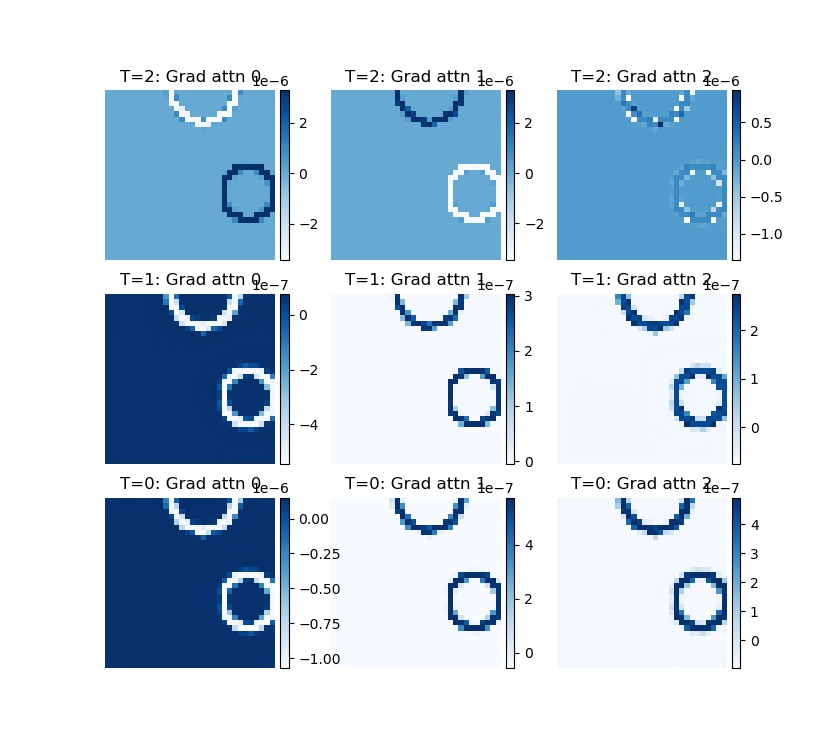 T=2: Grad attn 0
1e−6
2
0
−2
T=2: Grad attn 1
1e−6
2
0
−2
T=2: Grad attn 2
1e−6
0.5
0.0
−0.5
−1.0
T=1: Grad attn 0
1e−7
0
−2
−4
T=1: Grad attn 1
1e−7
3
2
1
0
T=1: Grad attn 2
1e−7
2
1
0
T=0: Grad attn 0
1e−6
0.00
−0.25
−0.50
−0.75
−1.00
T=0: Grad attn 1
1e−7
4
2
0
T=0: Grad attn 2
1e−7
4
3
2
1
0